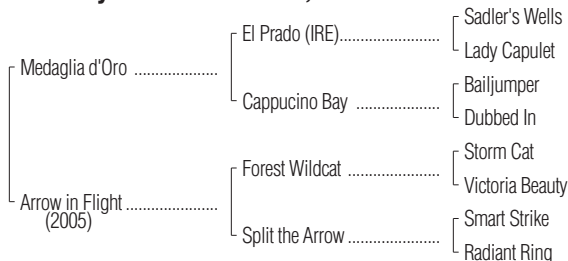 El Prado (IRE)....................
Sadler's Wells
Lady Capulet
Medaglia d'Oro ....................
Cappucino Bay ....................
Bailjumper
Dubbed In
Forest Wildcat ......................
Storm Cat
Victoria Beauty
Arrow in Flight ......................
(2005)
Split the Arrow ......................
Smart Strike
Radiant Ring